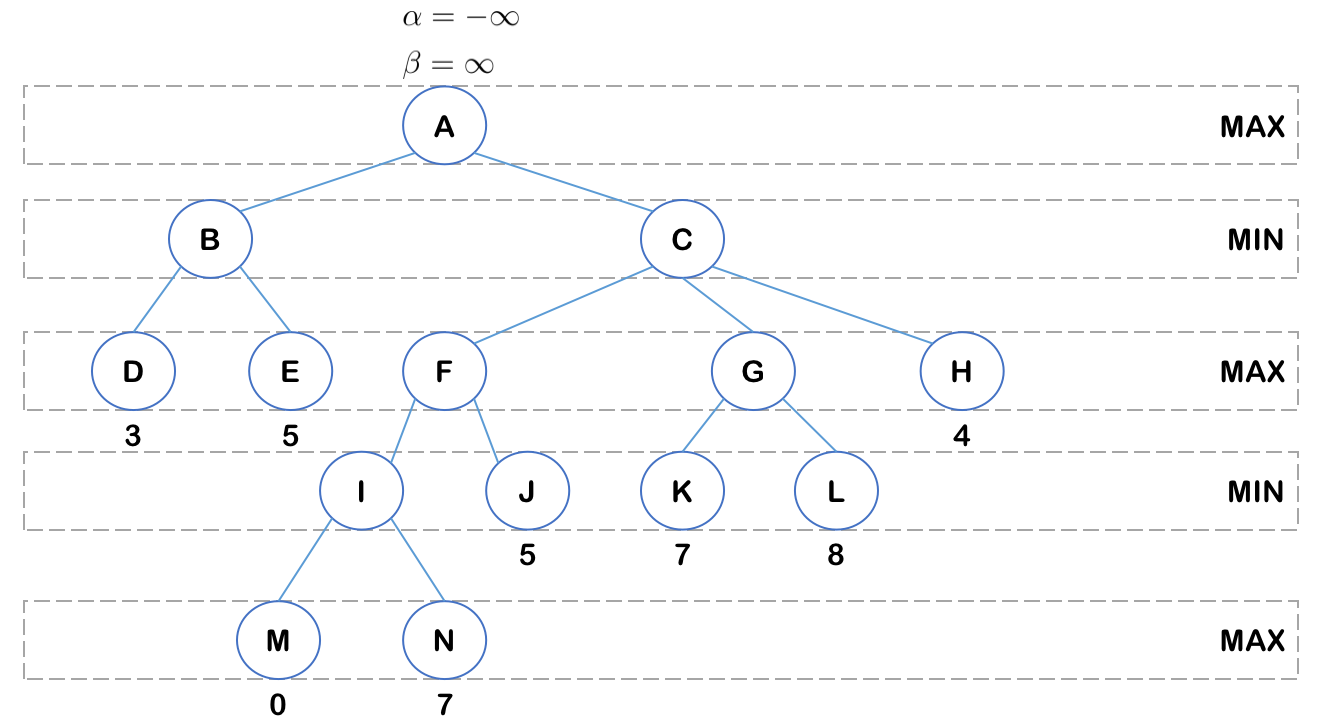 α = −∞
β = ∞
A MAX
B C MIN
D E F G H MAX
3 5 4
I J K L MIN
5 7 8
M N MAX
0 7